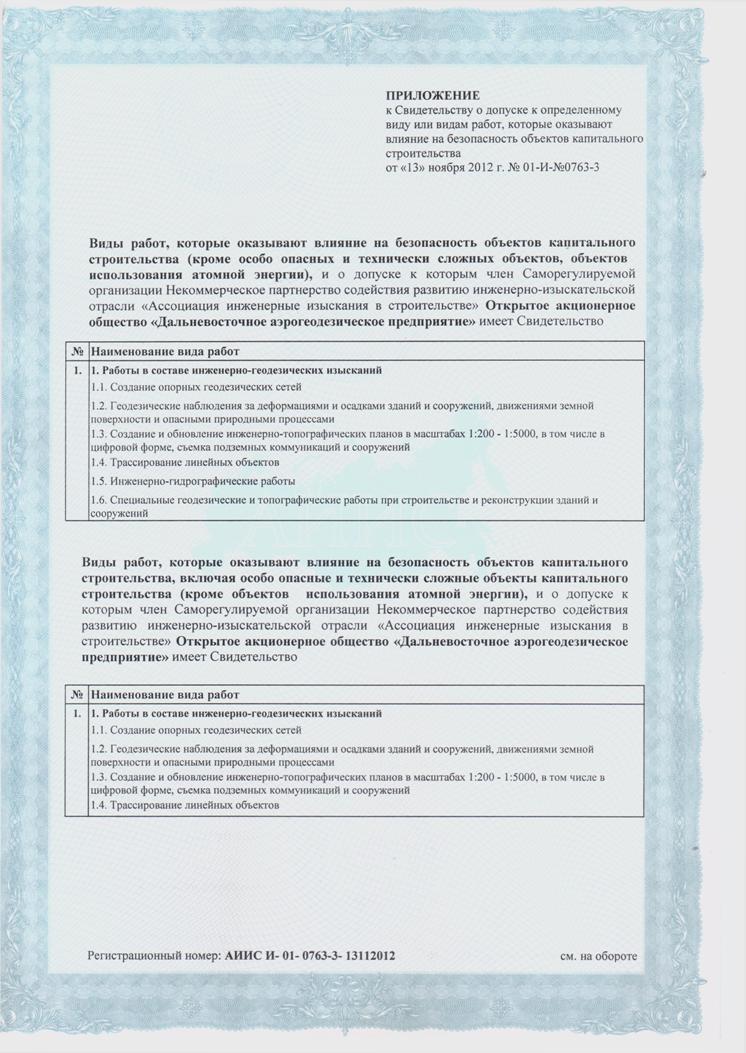 ПРИЛОЖЕНИЕ
к Свидетельству о допуске к определенному
виду или видам работ, которые оказывают
влияние на безопасность объектов капитального
строительства
от «13» ноября 2012 г. № 01-И-№0763-3
Виды работ, которые оказывают влияние на безопасность объектов капитального
строительства (кроме особо опасных и технически сложных объектов, объектов
использования атомной энергии), и о допуске к которым член Саморегулируемой
организации Некоммерческое партнерство содействия развитию инженерно-изыскательской
отрасли «Ассоциация инженерные изыскания в строительстве» Открытое акционерное
общество «Дальневосточное аэрогеодезическое предприятие» имеет Свидетельство
№ Наименование вида работ
1. 1. Работы в составе инженерно-геодезических изысканий
1.1. Создание опорных геодезических сетей
1.2. Геодезические наблюдения за деформациями и осадками зданий и сооружений, движениями земной
поверхности и опасными природными процессами
1.3. Создание и обновление инженерно-топографических планов в масштабах 1:200 - 1:5000, в том числе в
цифровой форме, съемка подземных коммуникаций и сооружений
1.4. Трассирование линейных объектов
1.5. Инженерно-гидрографические работы
1.6. Специальные геодезические и топографические работы при строительстве и реконструкции зданий и
сооружений
АИИС
Виды работ, которые оказывают влияние на безопасность объектов капитального
строительства, включая особо опасные и технически сложные объекты капитального
строительства (кроме объектов использования атомной энергии), и о допуске к
которым член Саморегулируемой организации Некоммерческое партнерство содействия
развитию инженерно-изыскательской отрасли «Ассоциация инженерные изыскания в
строительстве» Открытое акционерное общество «Дальневосточное аэрогеодезическое
предприятие» имеет Свидетельство
№ Наименование вида работ
1. 1. Работы в составе инженерно-геодезических изысканий
1.1. Создание опорных геодезических сетей
1.2. Геодезические наблюдения за деформациями и осадками зданий и сооружений, движениями земной
поверхности и опасными природными процессами
1.3. Создание и обновление инженерно-топографических планов в масштабах 1:200 - 1:5000, в том числе в
цифровой форме, съемка подземных коммуникаций и сооружений
1.4. Трассирование линейных объектов
Регистрационный номер: АИИС И- 01- 0763-3- 13112012 см. на обороте